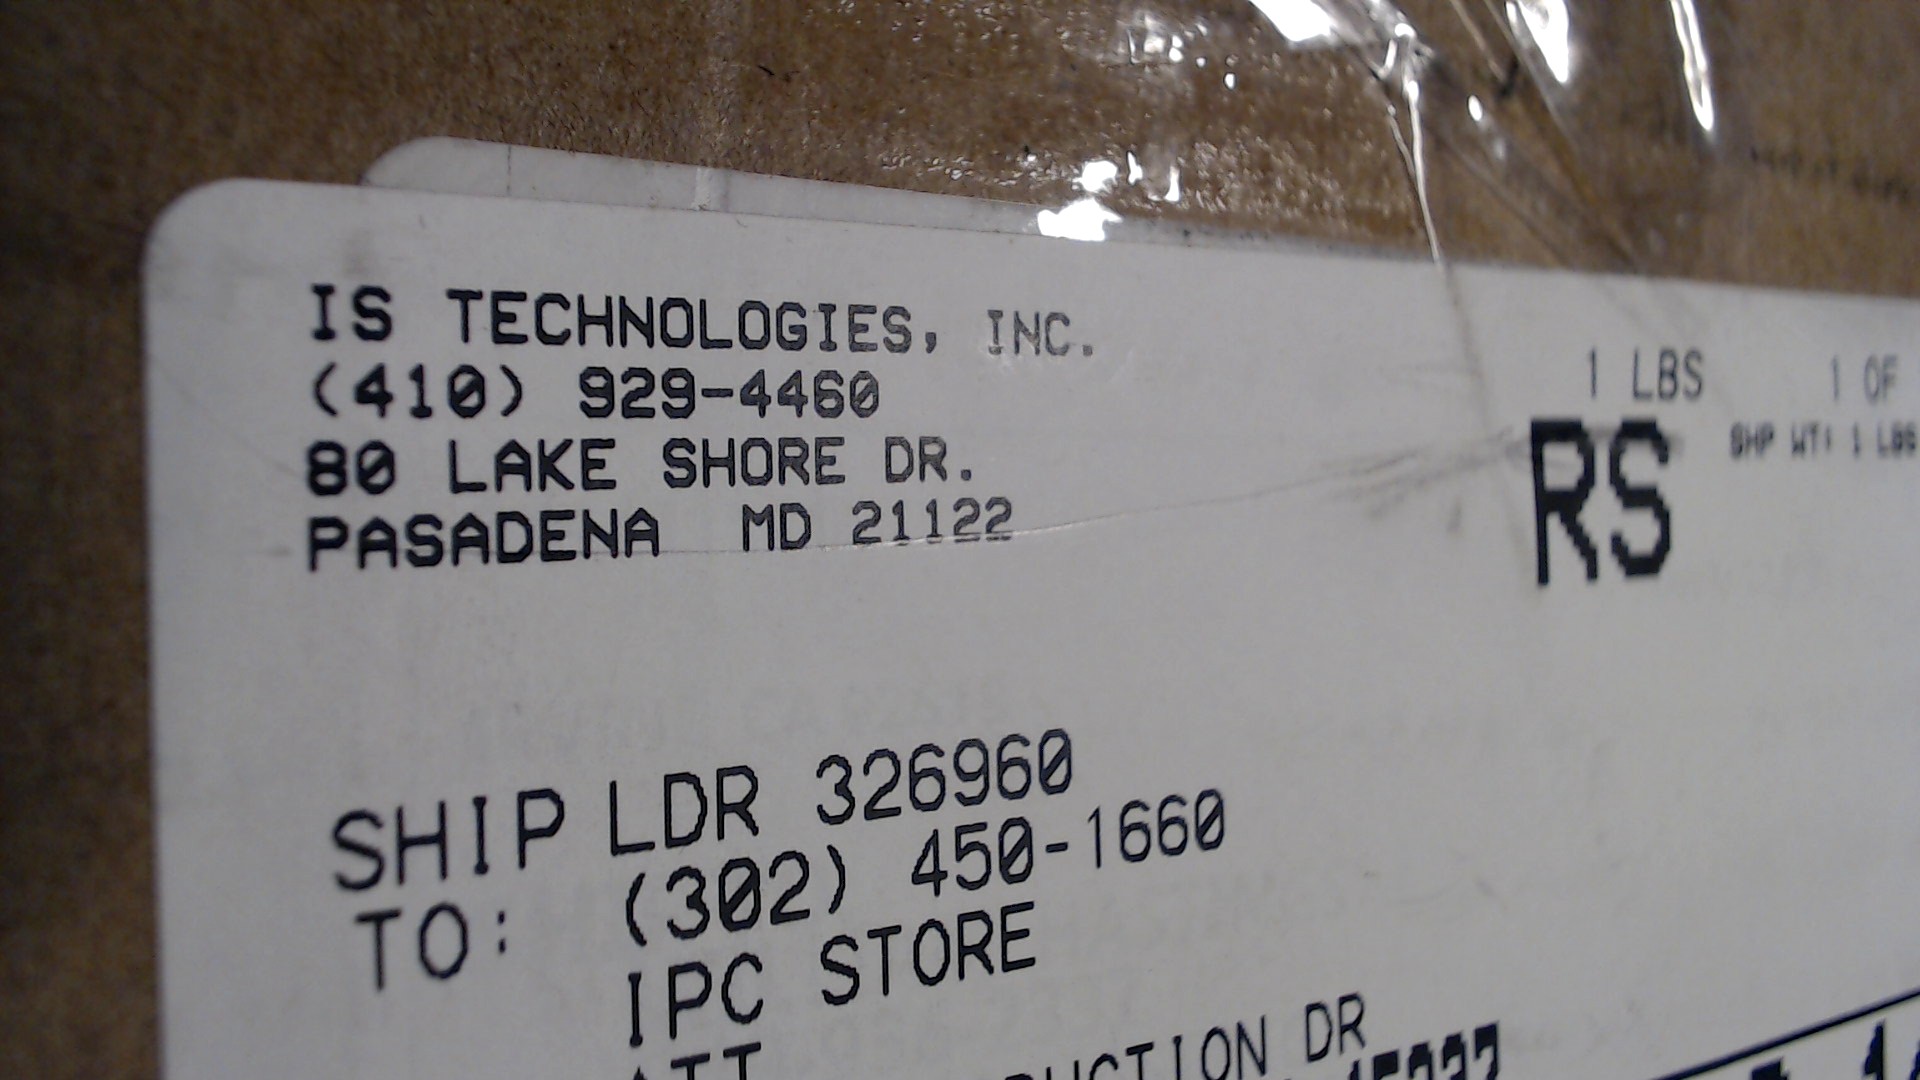 IS TECHNOLOGIES, INC.
(410) 929-4460
80 LAKE SHORE DR.
PASADENA MD 21122
1 LBS 1 OF
RS
SHP WT: 1 LBS
SHIP TO:
LDR 326960
(302) 450-1660
IPC STORE
DR